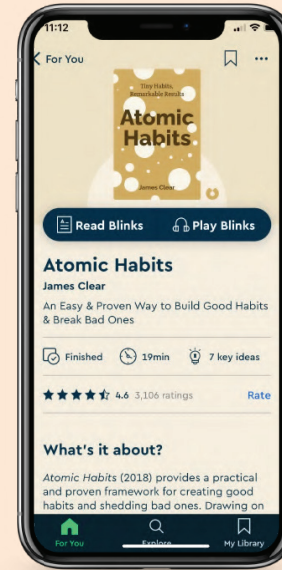 11:12
For You
Tiny Habits,
Remarkable Results
Atomic
Habits
James Clear
Read Blinks
Play Blinks
Atomic Habits
James Clear
An Easy & Proven Way to Build Good Habits
& Break Bad Ones
Finished
19min
7 key ideas
4.6 3,106 ratings
Rate
What's it about?
Atomic Habits (2018) provides a practical
and proven framework for creating good
habits and shedding bad ones. Drawing on
For You
Explore
My Library